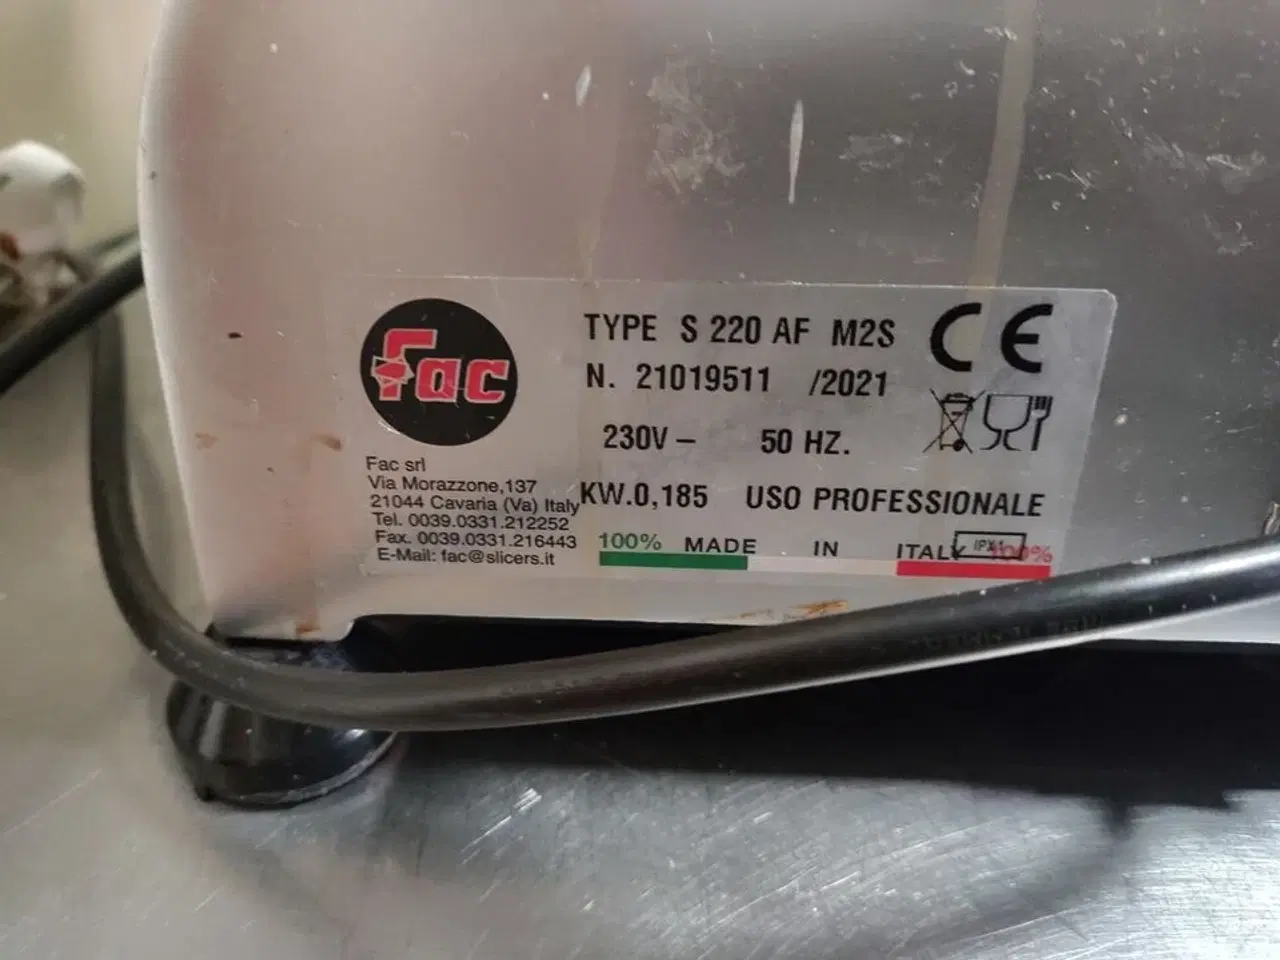 Fac
TYPE S 220 AF M2S
N. 21019511 /2021
230V – 50 HZ.
KW.0,185 USO PROFESSIONALE
Fac srl
Via Morazzone,137
21044 Cavaria (Va) Italy
Tel. 0039.0331.212252
Fax. 0039.0331.216443
E-Mail: fac@slicers.it
100% MADE IN ITALY 100%
CE